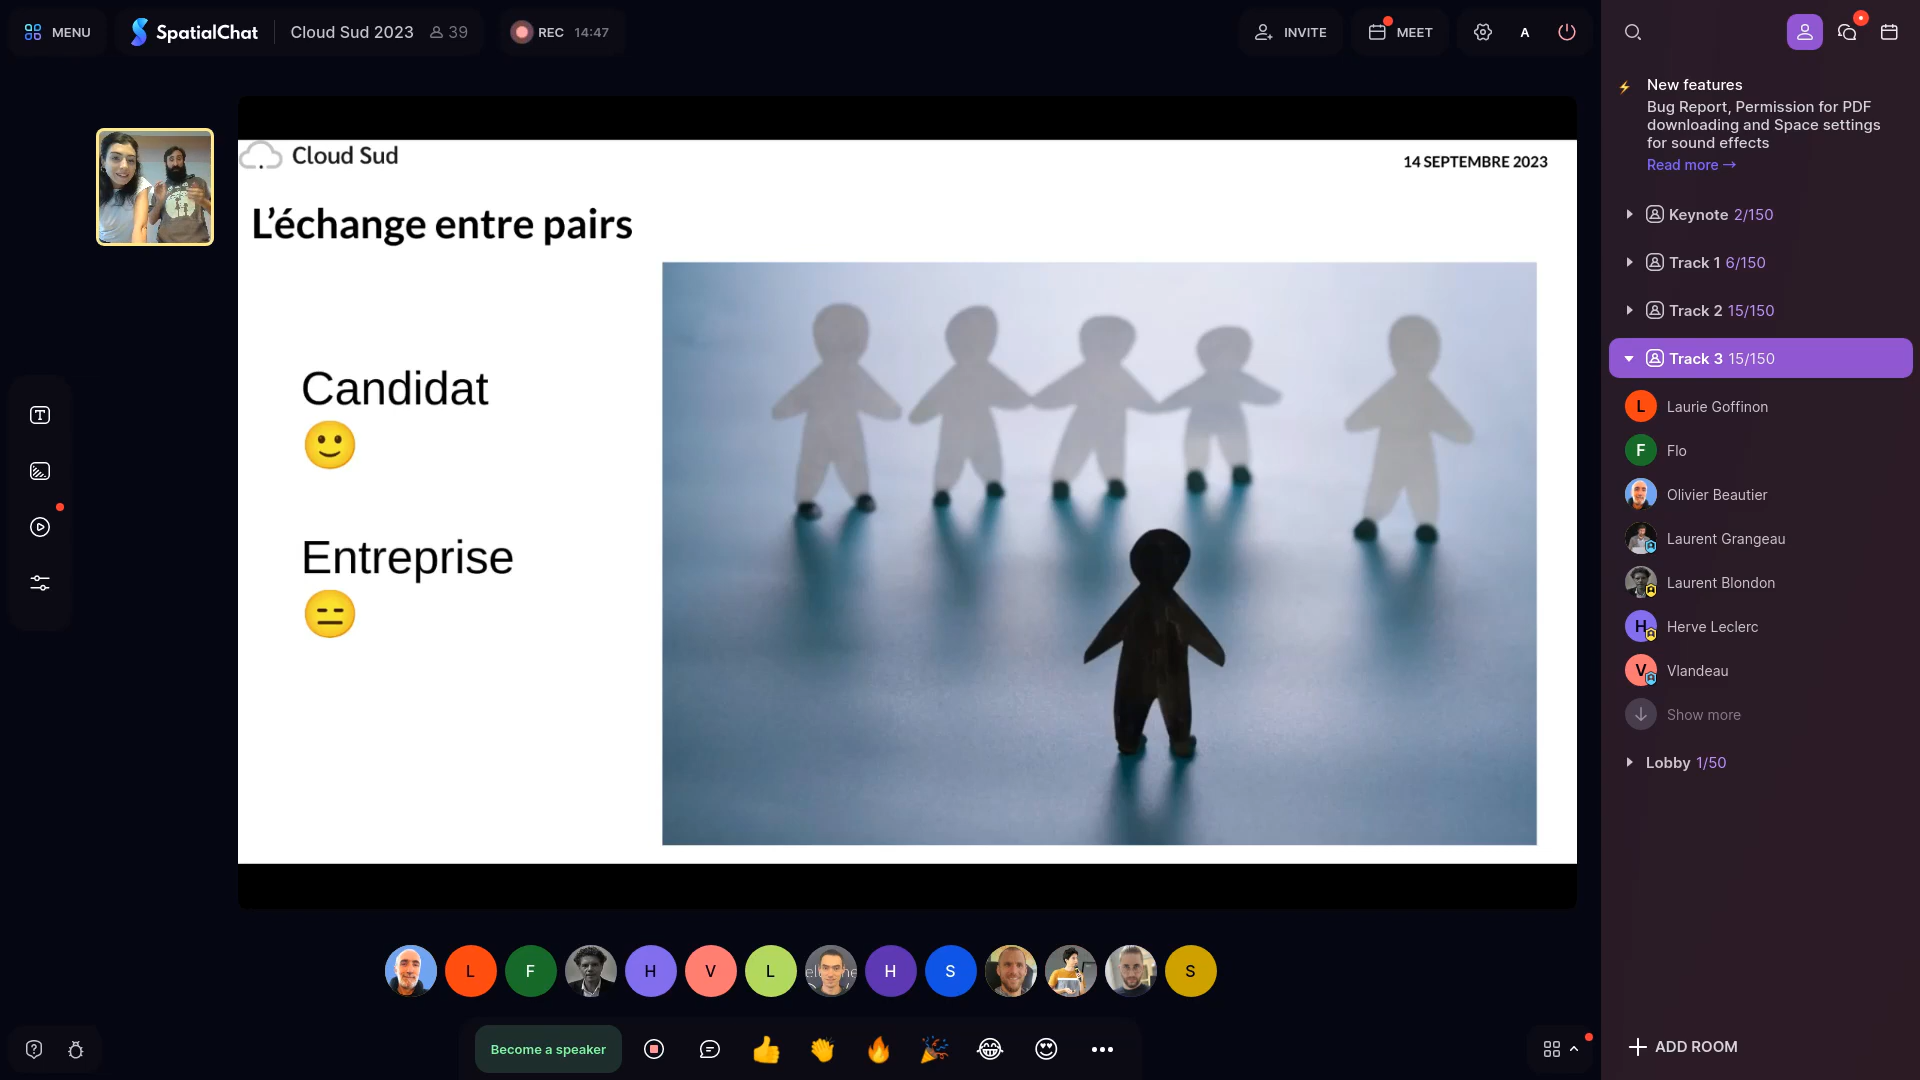 MENU
SpatialChat
Cloud Sud 2023
39
REC
14:47
INVITE
MEET
A
New features
Bug Report, Permission for PDF
downloading and Space settings
for sound effects
Read more →
Keynote 2/150
Track 1 6/150
Track 2 15/150
Track 3 15/150
L Laurie Goffinon
F Flo
Olivier Beautier
Laurent Grangeau
Laurent Blondon
H Herve Leclerc
V Vlandeau
Show more
Lobby 1/50
ADD ROOM
Cloud Sud
14 SEPTEMBRE 2023
L’échange entre pairs
Candidat
Entreprise
L F H V L H S S
Become a speaker